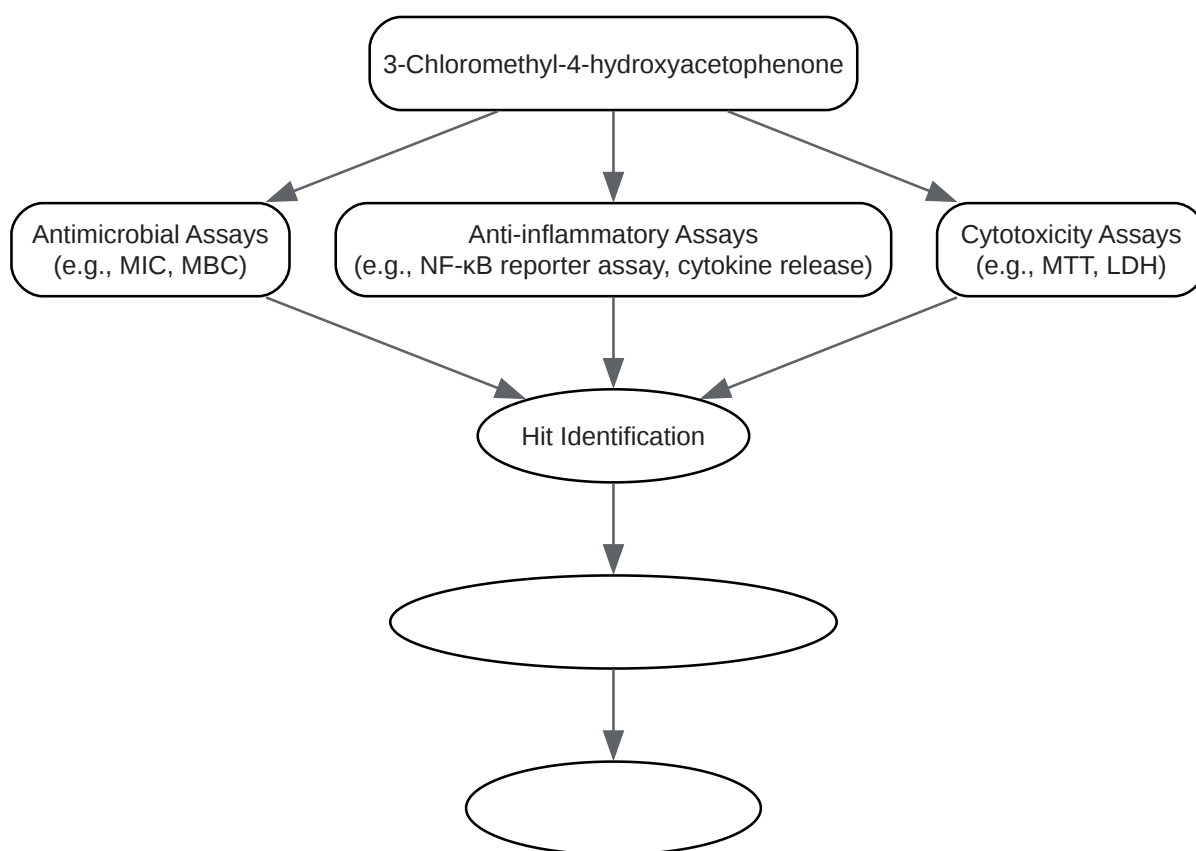 3-Chloromethyl-4-hydroxyacetophenone
Antimicrobial Assays
(e.g., MIC, MBC)
Anti-inflammatory Assays
(e.g., NF-κB reporter assay, cytokine release)
Cytotoxicity Assays
(e.g., MTT, LDH)
Hit Identification